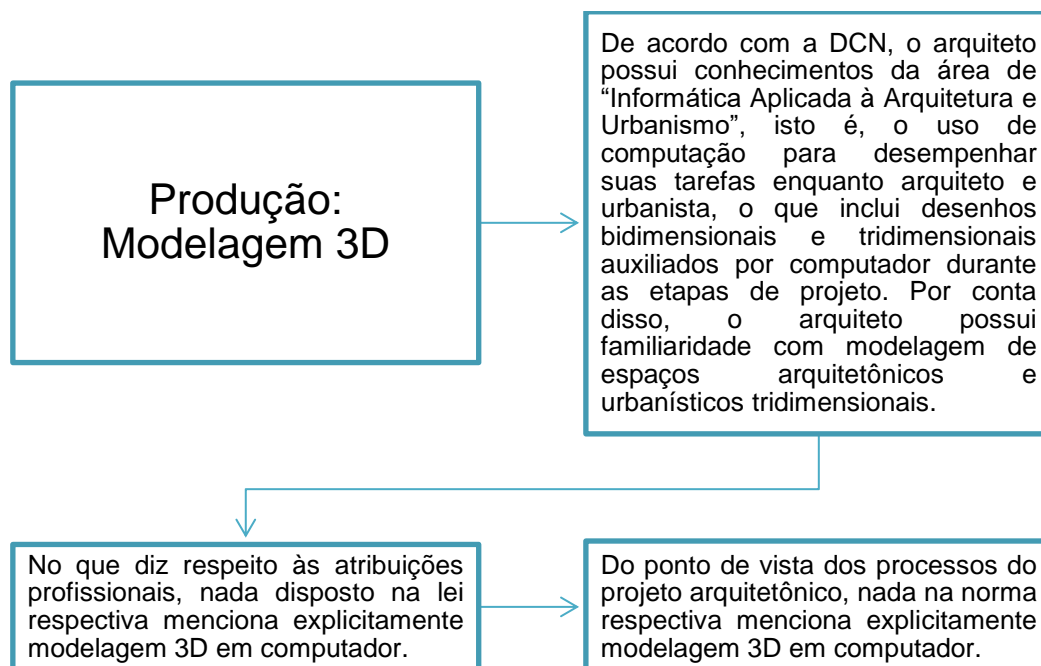 Produção:
Modelagem 3D
De acordo com a DCN, o arquiteto
possui conhecimentos da área de
“Informática Aplicada à Arquitetura e
Urbanismo”, isto é, o uso de
computação para desempenhar
suas tarefas enquanto arquiteto e
urbanista, o que inclui desenhos
bidimensionais e tridimensionais
auxiliados por computador durante
as etapas de projeto. Por conta
disso, o arquiteto possui
familiaridade com modelagem de
espaços arquitetônicos e
urbanísticos tridimensionais.
No que diz respeito às atribuições
profissionais, nada disposto na lei
respectiva menciona explicitamente
modelagem 3D em computador.
Do ponto de vista dos processos do
projeto arquitetônico, nada na norma
respectiva menciona explicitamente
modelagem 3D em computador.